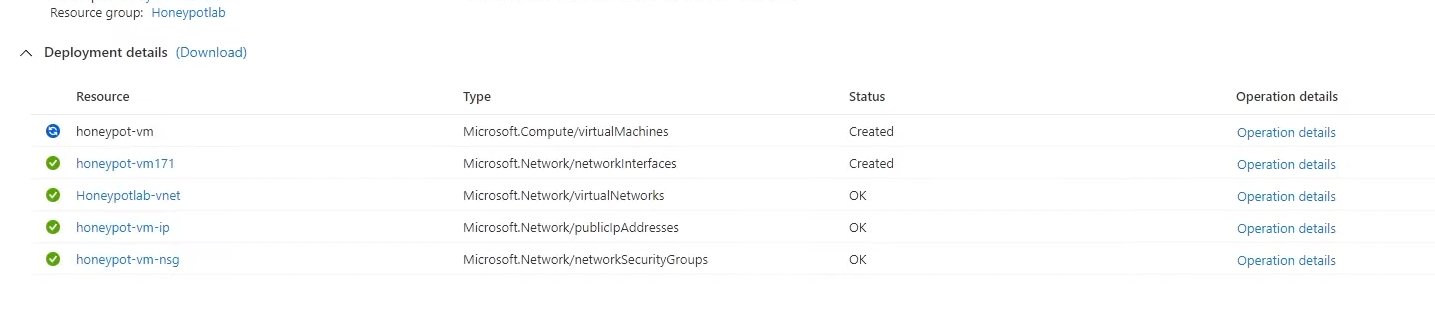 Resource group: Honeypotlab
Deployment details (Download)
Resource Type Status Operation details
honeypot-vm Microsoft.Compute/virtualMachines Created Operation details
honeypot-vm171 Microsoft.Network/networkInterfaces Created Operation details
Honeypotlab-vnet Microsoft.Network/virtualNetworks OK Operation details
honeypot-vm-ip Microsoft.Network/publicIpAddresses OK Operation details
honeypot-vm-nsg Microsoft.Network/networkSecurityGroups OK Operation details